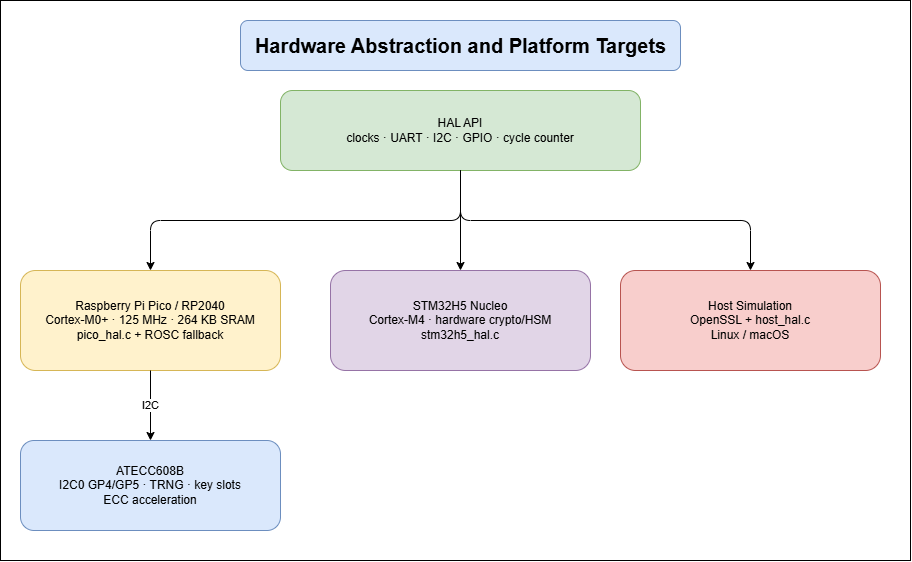 Hardware Abstraction and Platform Targets
HAL API
clocks · UART · I2C · GPIO · cycle counter
Raspberry Pi Pico / RP2040
Cortex-M0+ · 125 MHz · 264 KB SRAM
pico_hal.c + ROSC fallback
STM32H5 Nucleo
Cortex-M4 · hardware crypto/HSM
stm32h5_hal.c
Host Simulation
OpenSSL + host_hal.c
Linux / macOS
I2C
ATECC608B
I2C0 GP4/GP5 · TRNG · key slots
ECC acceleration